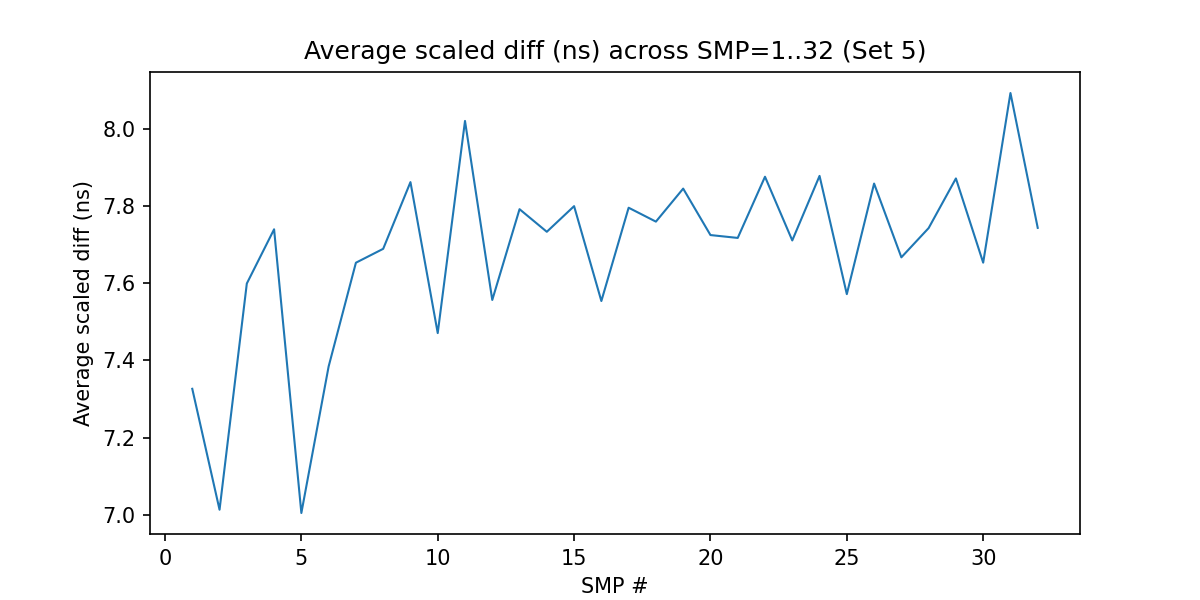 Average scaled diff (ns) across SMP=1..32 (Set 5)
Average scaled diff (ns)
8.0
7.8
7.6
7.4
7.2
7.0
0 5 10 15 20 25 30
SMP #